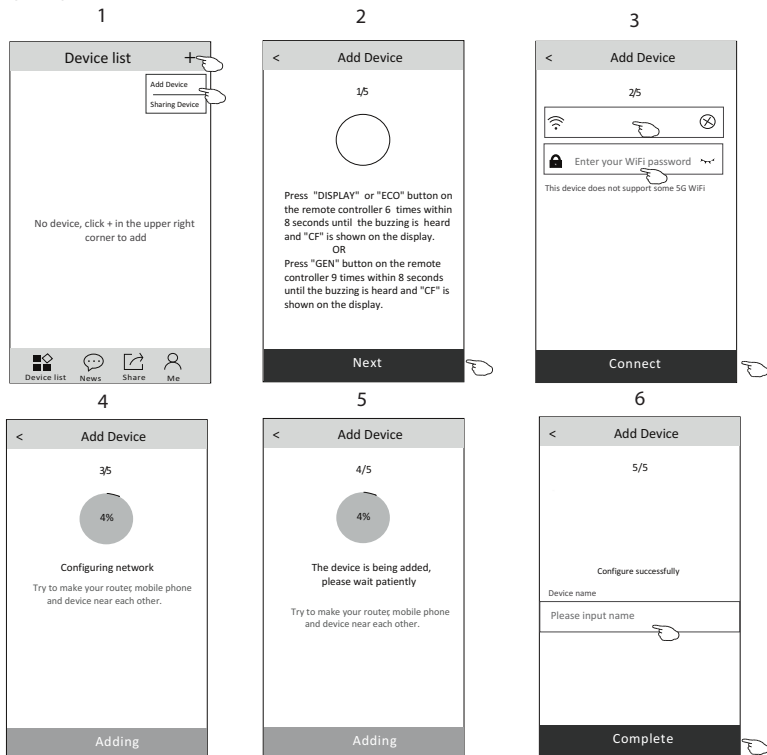 1
Device list +
Add Device
Sharing Device
No device, click + in the upper right
corner to add
Device list News Share Me
2
< Add Device
1/5
Press "DISPLAY" or "ECO" button on
the remote controller 6 times within
8 seconds until the buzzing is heard
and "CF" is shown on the display.
OR
Press "GEN" button on the remote
controller 9 times within 8 seconds
until the buzzing is heard and "CF" is
shown on the display.
Next
3
< Add Device
2/5
Enter your WiFi password
This device does not support some 5G WiFi
Connect
4
< Add Device
3/5
4%
Configuring network
Try to make your router, mobile phone
and device near each other.
Adding
5
< Add Device
4/5
4%
The device is being added,
please wait patiently
Try to make your router, mobile phone
and device near each other.
Adding
6
< Add Device
5/5
Configure successfully
Device name
Please input name
Complete